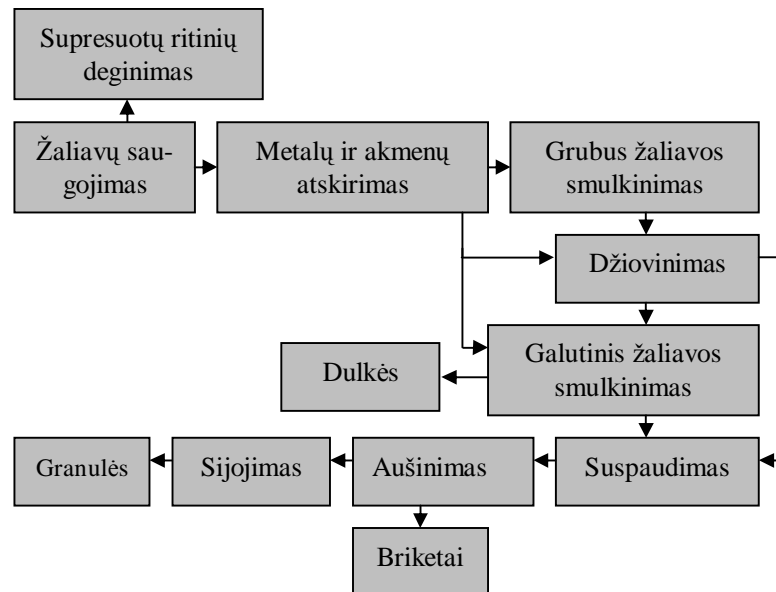 Supresuotų ritinių
deginimas
Žaliavų sau-
gojimas
Metalų ir akmenų
atskirimas
Grubus žaliavos
smulkinimas
Džiovinimas
Galutinis žaliavos
smulkinimas
Dulkės
Granulės
Sijojimas
Aušinimas
Suspaudimas
Briketai